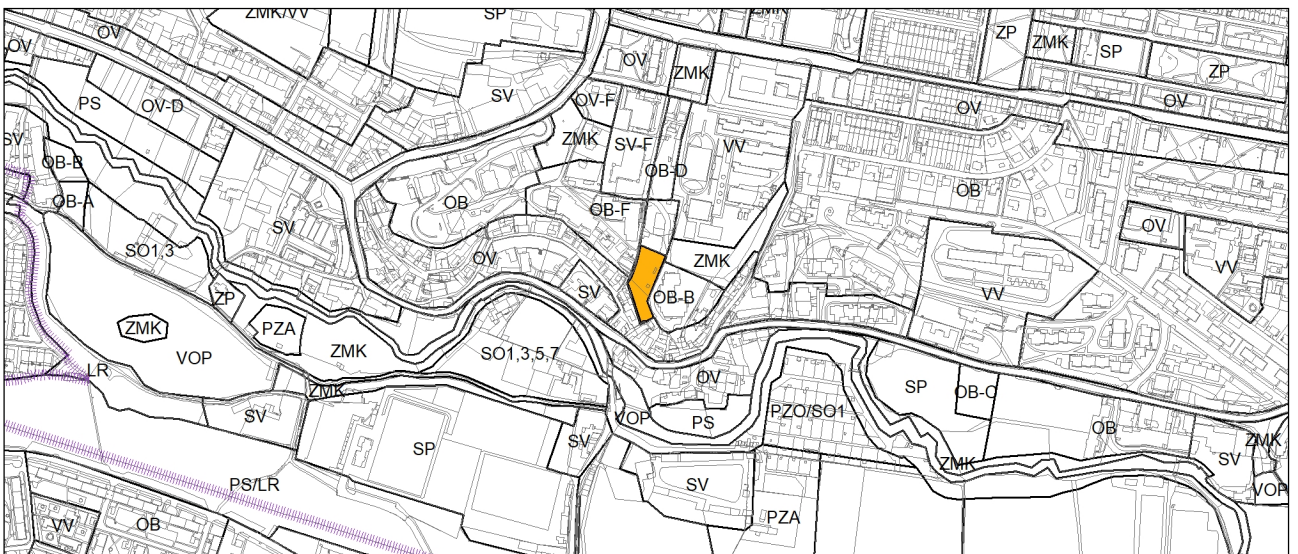 ZMK/VV
SP
ZMK
ZP
ZMK
SP
ZP
OV
OV
OV
ZMK
PS
OV-D
SV
OV-F
OV
OV
SV
ZMK
SV-F
VV
OB-B
OB-D
OB
OB-A
OB
OB-F
SV
OV
SO1,3
OV
ZMK
VV
ZP
SV
OB-B
VV
ZMK
PZA
VOP
ZMK
SO1,3,5,7
LR
OV
SP
OB-C
ZMK
SV
VOP
PS
PZO/SO1
OB
SV
ZMK
SP
ZMK
SV
PS/LR
SV
VOP
VV
OB
PZA